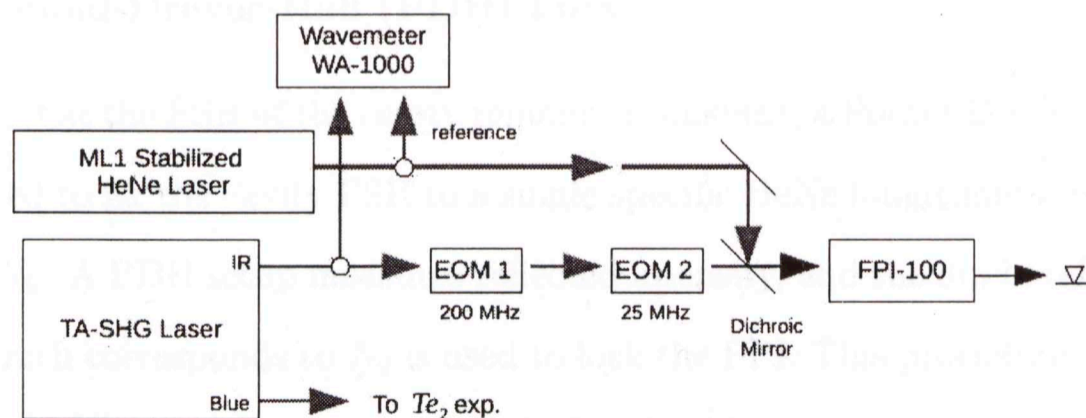 Wavemeter
WA-1000
reference
ML1 Stabilized
HeNe Laser
IR
EOM 1
EOM 2
FPI-100
200 MHz
25 MHz
TA-SHG Laser
Dichroic
Mirror
Blue
To Te₂ exp.